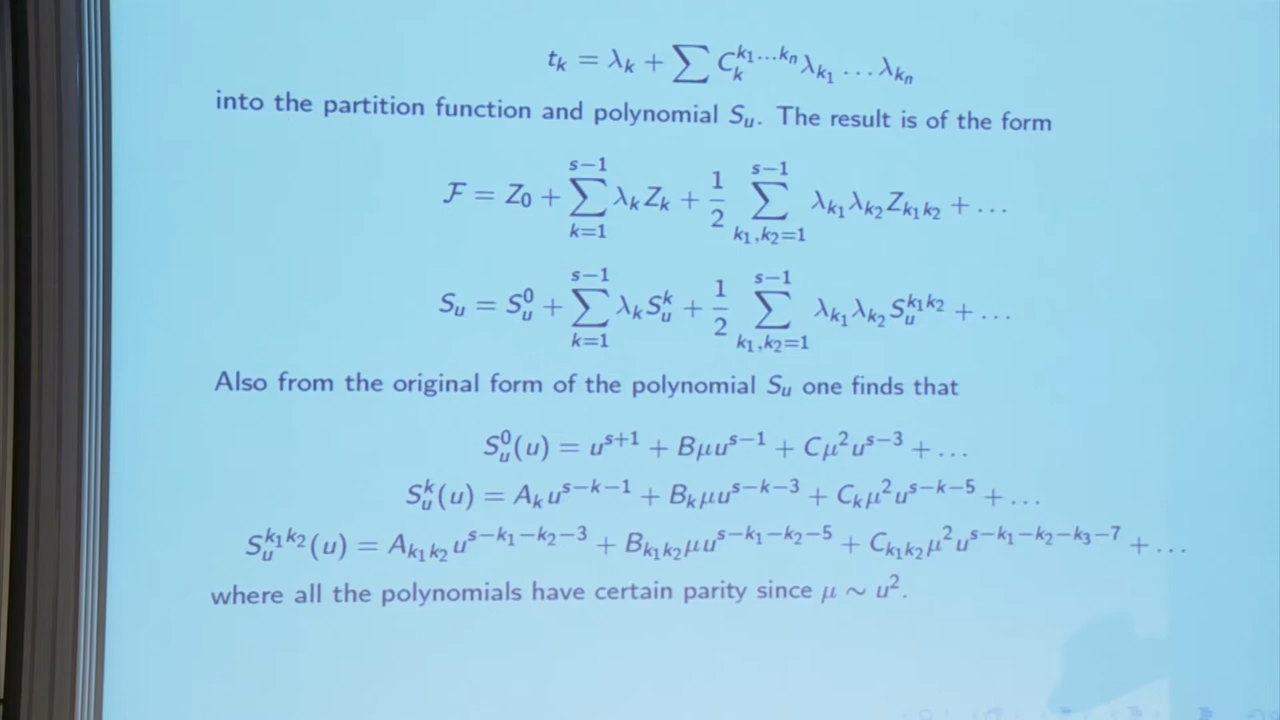 t_k = λ_k + ∑ C_k^{k_1…k_n} λ_{k_1} … λ_{k_n}
into the partition function and polynomial S_u. The result is of the form
ℱ = Z_0 + ∑_{k=1}^{s−1} λ_k Z_k + \frac{1}{2} ∑_{k_1,k_2=1}^{s−1} λ_{k_1} λ_{k_2} Z_{k_1 k_2} + …
S_u = S_u^0 + ∑_{k=1}^{s−1} λ_k S_u^k + \frac{1}{2} ∑_{k_1,k_2=1}^{s−1} λ_{k_1} λ_{k_2} S_u^{k_1 k_2} + …
Also from the original form of the polynomial S_u one finds that
S_u^0(u) = u^{s+1} + Bμu^{s−1} + Cμ^2u^{s−3} + …
S_u^k(u) = A_k u^{s−k−1} + B_k μu^{s−k−3} + C_k μ^2u^{s−k−5} + …
S_u^{k_1 k_2}(u) = A_{k_1 k_2} u^{s−k_1−k_2−3} + B_{k_1 k_2} μu^{s−k_1−k_2−5} + C_{k_1 k_2} μ^2u^{s−k_1−k_2−k_3−7} + …
where all the polynomials have certain parity since μ ∼ u^2.